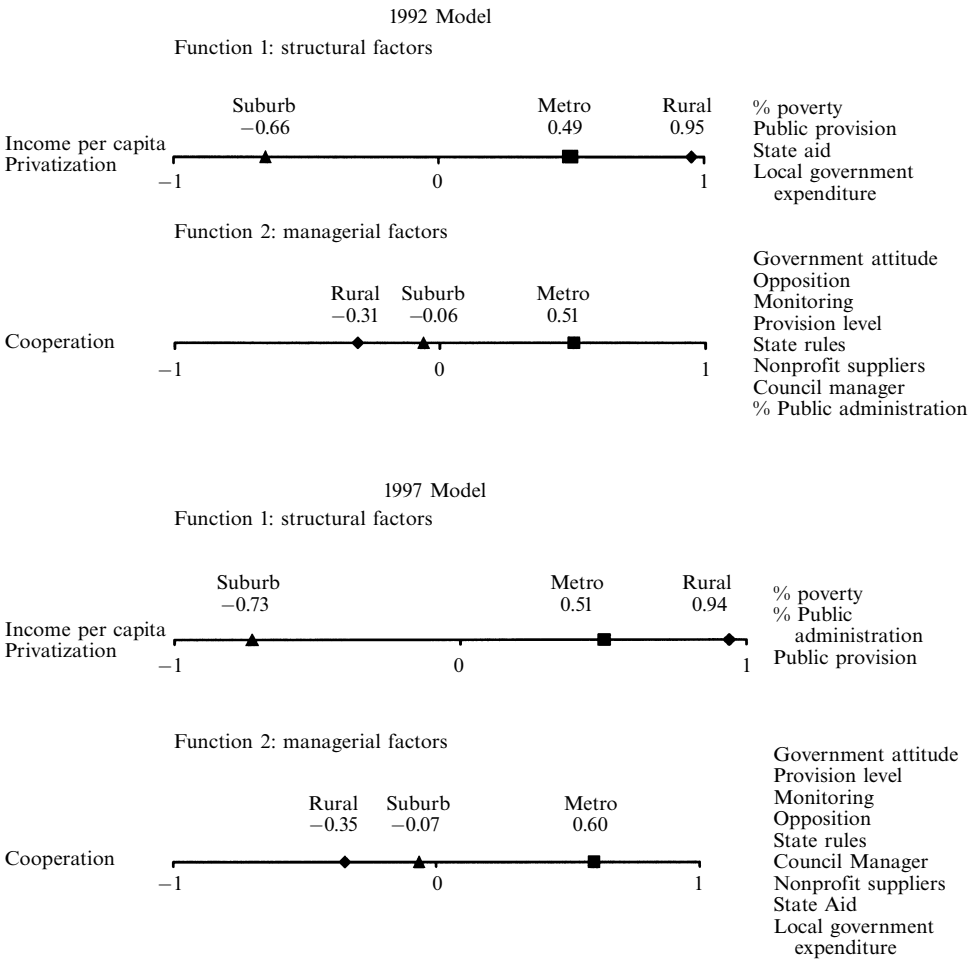 1992 Model
Function 1: structural factors
Suburb
−0.66
Metro
0.49
Rural
0.95
Income per capita
Privatization
−1
0
1
% poverty
Public provision
State aid
Local government
expenditure
Function 2: managerial factors
Rural
−0.31
Suburb
−0.06
Metro
0.51
Cooperation
−1
0
1
Government attitude
Opposition
Monitoring
Provision level
State rules
Nonprofit suppliers
Council manager
% Public administration
1997 Model
Function 1: structural factors
Suburb
−0.73
Metro
0.51
Rural
0.94
Income per capita
Privatization
−1
0
1
% poverty
% Public
administration
Public provision
Function 2: managerial factors
Rural
−0.35
Suburb
−0.07
Metro
0.60
Cooperation
−1
0
1
Government attitude
Provision level
Monitoring
Opposition
State rules
Council Manager
Nonprofit suppliers
State Aid
Local government
expenditure